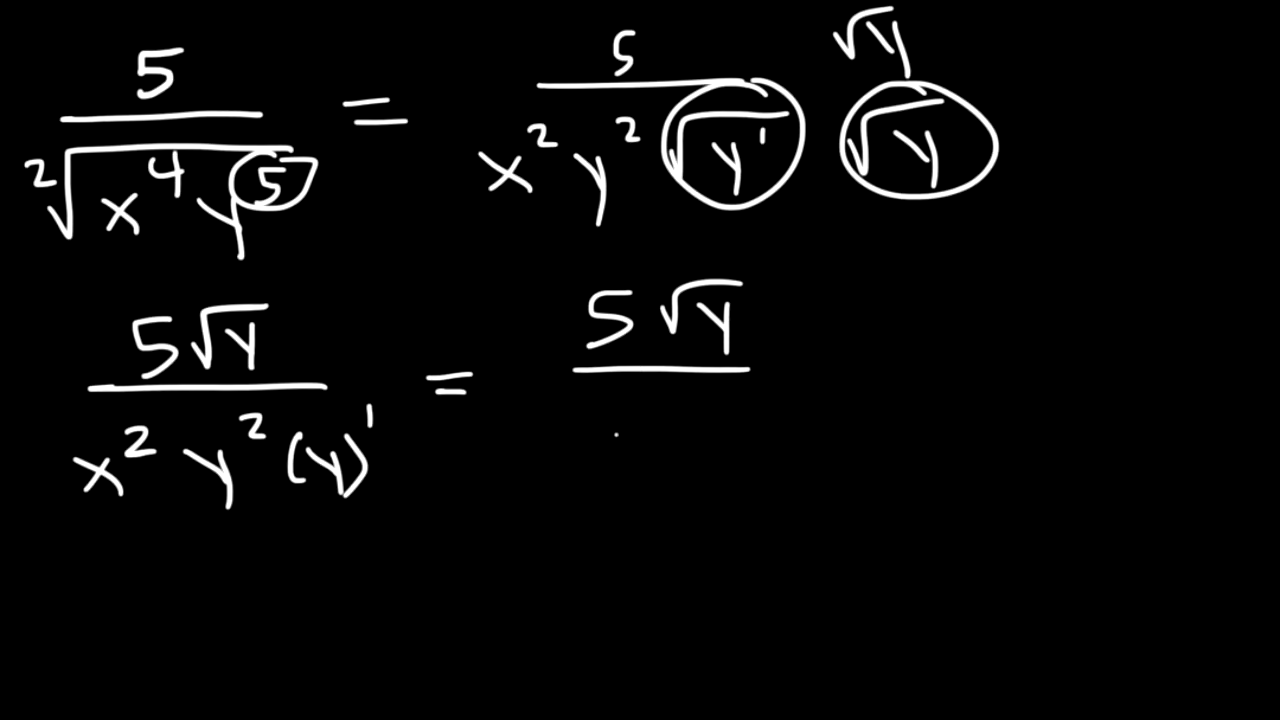 5/²√(x⁴y⁵) = 5/(x²y²√y¹) √y/√y
5√y/(x²y²(y)¹) = 5√y/